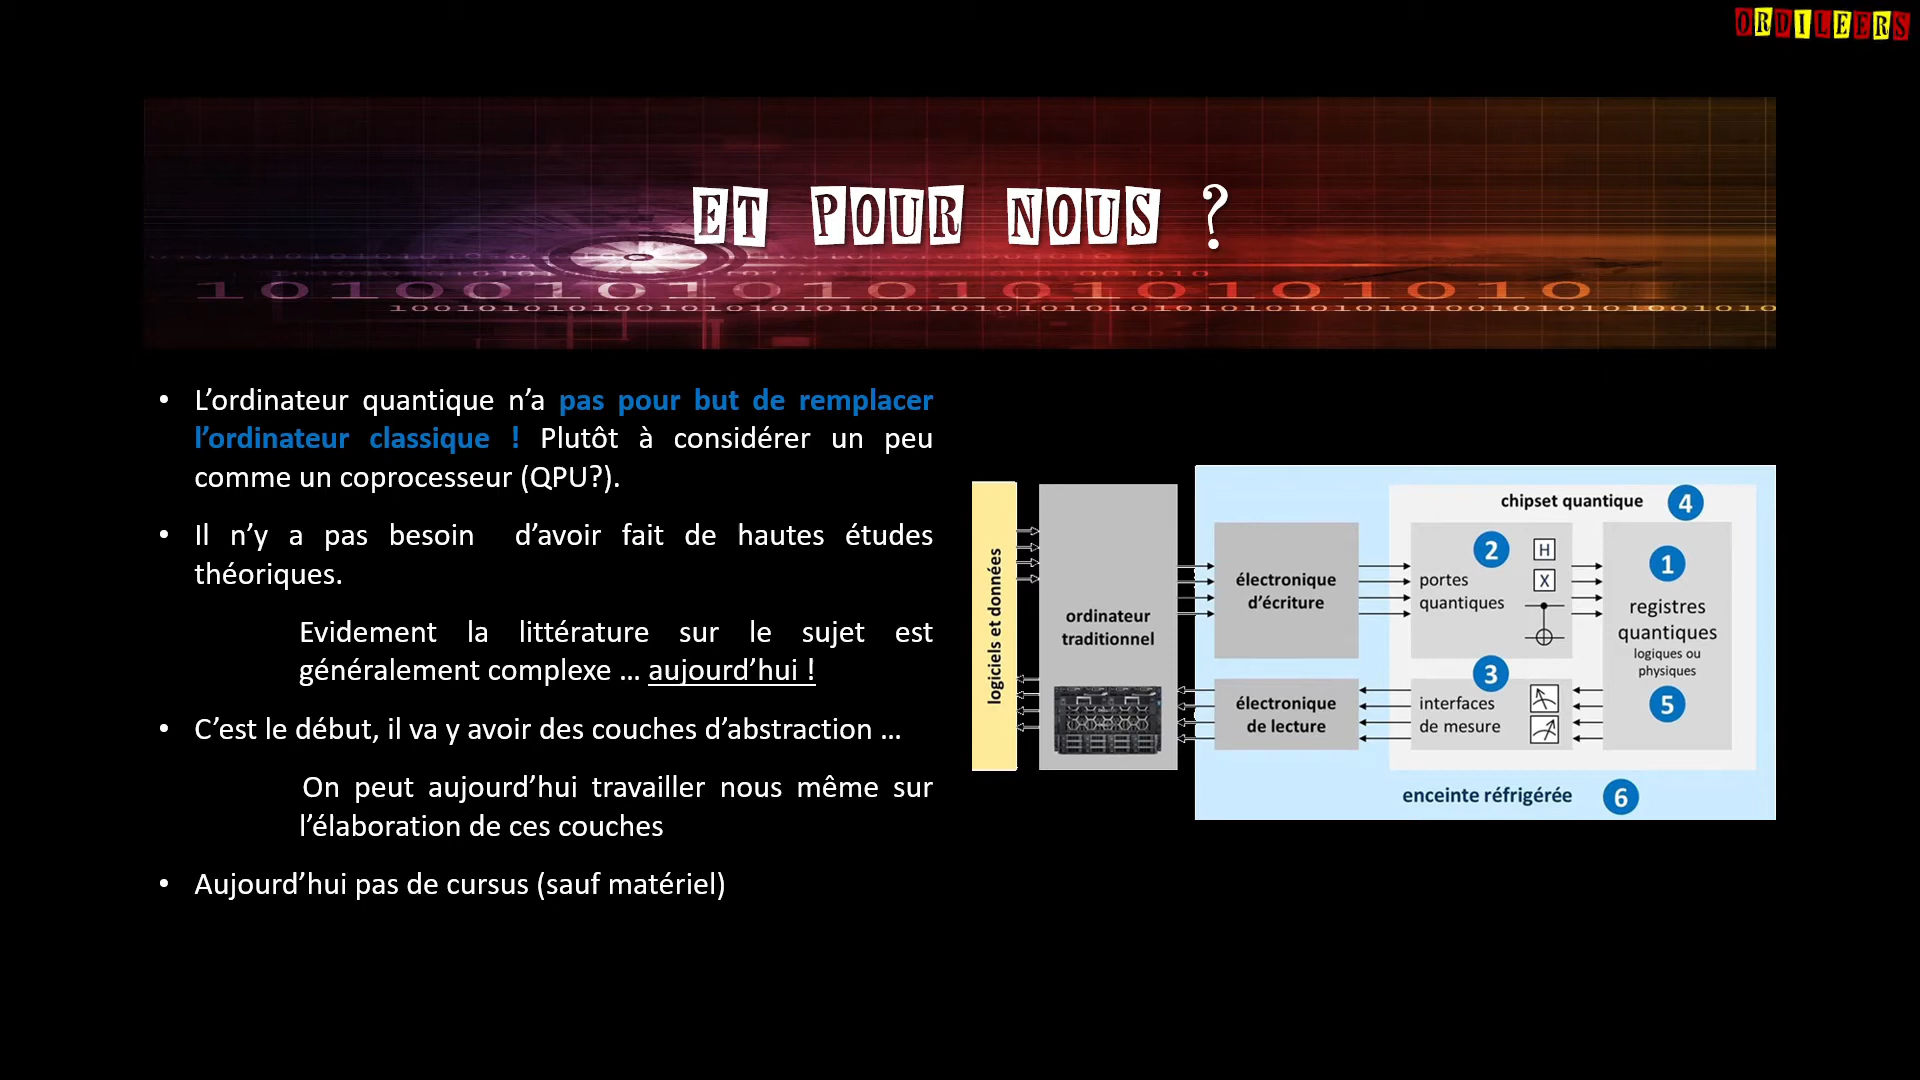 ORDILEERS
ET POUR NOUS ?
101001010101010101010
• L’ordinateur quantique n’a pas pour but de remplacer
l’ordinateur classique ! Plutôt à considérer un peu
comme un coprocesseur (QPU?).
• Il n’y a pas besoin d’avoir fait de hautes études
théoriques.
Evidement la littérature sur le sujet est
généralement complexe … aujourd’hui !
• C’est le début, il va y avoir des couches d’abstraction …
On peut aujourd’hui travailler nous même sur
l’élaboration de ces couches
• Aujourd’hui pas de cursus (sauf matériel)
logiciels et données
ordinateur
traditionnel
électronique
d’écriture
électronique
de lecture
chipset quantique 4
2
H
X
portes
quantiques
3
interfaces
de mesure
1
registres
quantiques
logiques ou
physiques
5
enceinte réfrigérée 6